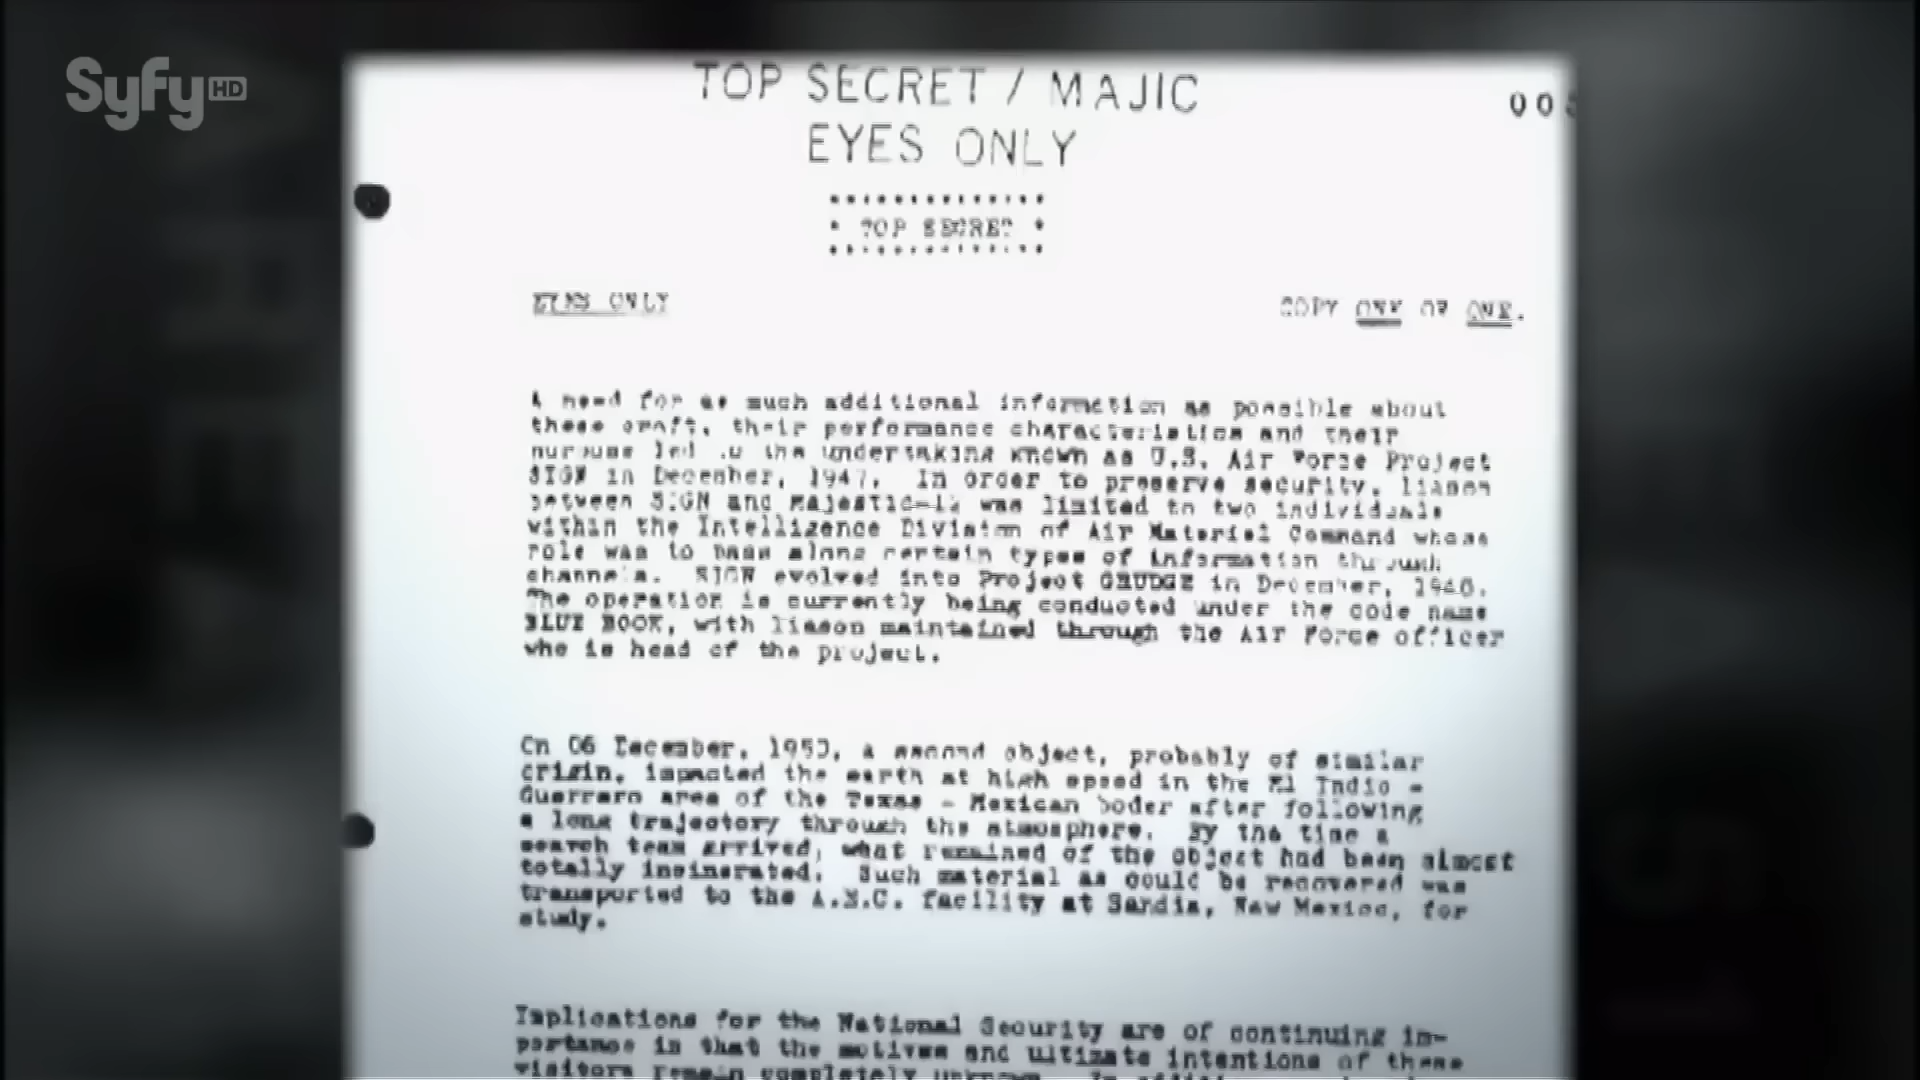 Syfy HD
TOP SECRET / MAJIC
EYES ONLY
00
* TOP SECRET *
EYES ONLY
COPY ONE OF ONE.
A need for as much additional information as possible about
these craft, their performance characteristics and their
purpose led to the undertaking known as U.S. Air Force Project
SIGN in December, 1947. In order to preserve security, liason
between SIGN and Majestic-12 was limited to two individuals
within the Intelligence Division of Air Materiel Command whose
role was to pass along certain types of information through
channels. SIGN evolved into Project GRUDGE in December, 1948.
The operation is currently being conducted under the code name
BLUE BOOK, with liason maintained through the Air Force officer
who is head of the project.
On 06 December, 1950, a second object, probably of similar
origin, impacted the earth at high speed in the El Indio -
Guerrero area of the Texas - Mexican boder after following
a long trajectory through the atmosphere. By the time a
search team arrived, what remained of the object had been almost
totally insinerated. Such material as could be recovered was
transported to the A.E.C. facility at Sandia, New Mexico, for
study.
Implications for the National Security are of continuing im-
portance in that the motives and ultimate intentions of these
visitors remain completely unknown. In